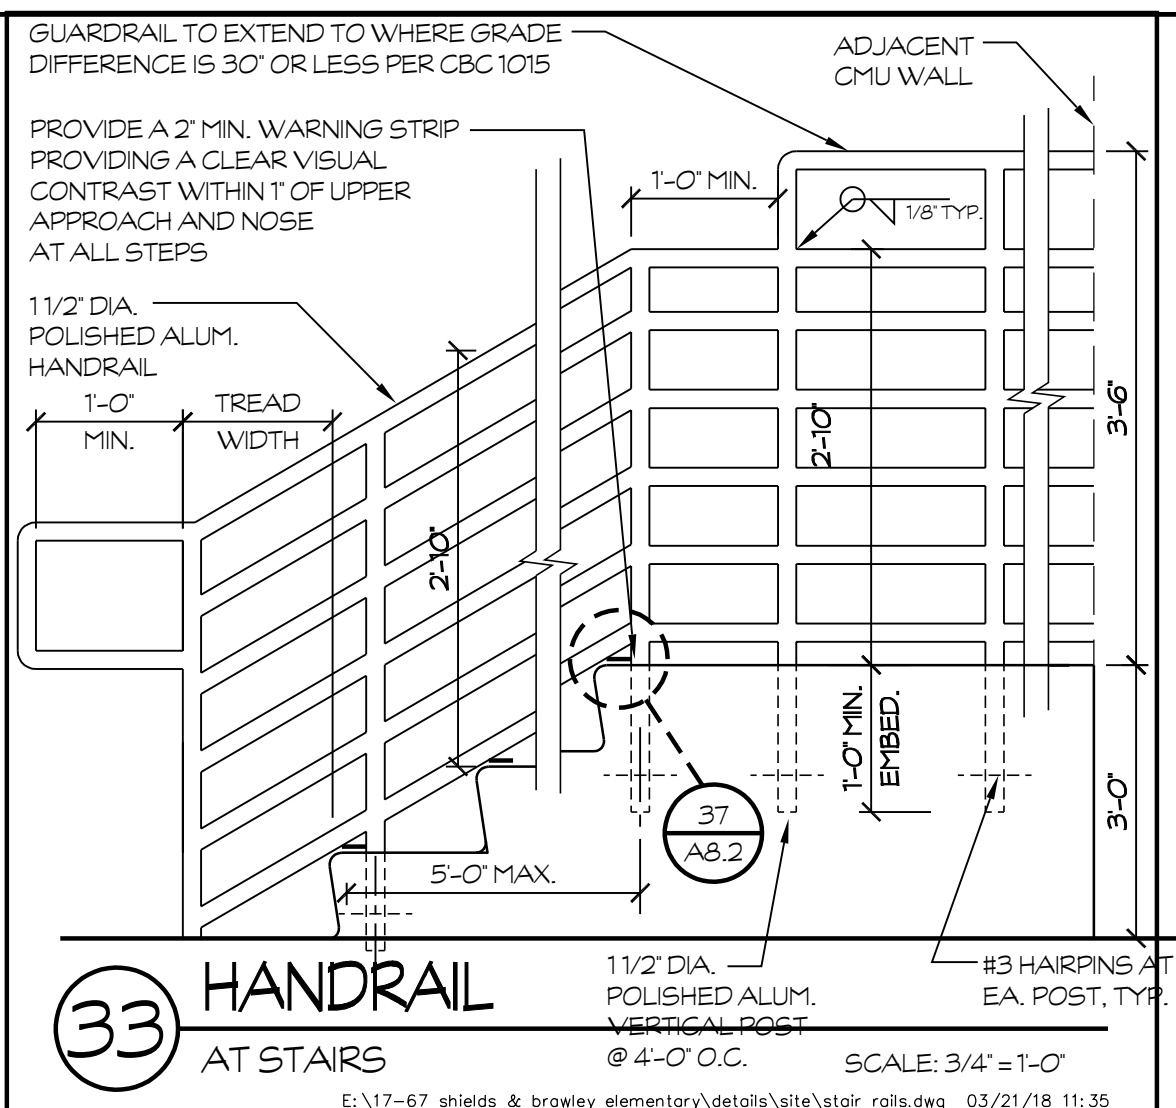 GUARDRAIL TO EXTEND TO WHERE GRADE
DIFFERENCE IS 30" OR LESS PER CBC 1015
ADJACENT
CMU WALL
PROVIDE A 2" MIN. WARNING STRIP
PROVIDING A CLEAR VISUAL
CONTRAST WITHIN 1" OF UPPER
APPROACH AND NOSE
AT ALL STEPS
1'-0" MIN.
1/8" TYP.
1 1/2" DIA.
POLISHED ALUM.
HANDRAIL
1'-0"
MIN.
TREAD
WIDTH
2'-10"
2'-10"
3'-6"
1'-0" MIN.
EMBED.
3'-0"
37
A8.2
5'-0" MAX.
1 1/2" DIA.
POLISHED ALUM.
VERTICAL POST
@ 4'-0" O.C.
#3 HAIRPINS AT
EA. POST, TYP.
33
HANDRAIL
AT STAIRS
SCALE: 3/4" = 1'-0"
E:\17-67 shields & brawley elementary\details\site\stair rails.dwg 03/21/18 11:35